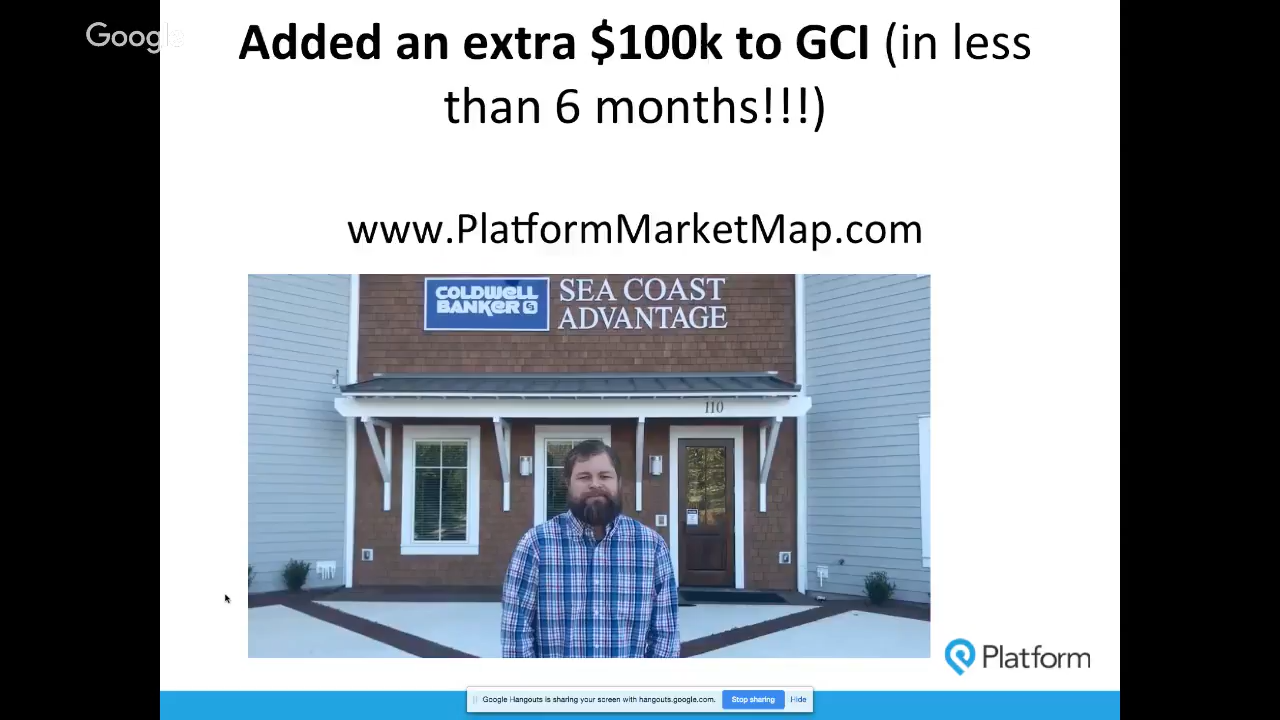 Google
Added an extra $100k to GCI (in less
than 6 months!!!)
www.PlatformMarketMap.com
COLDWELL
BANKER
SEA COAST
ADVANTAGE
110
Platform
Google Hangouts is sharing your screen with hangouts.google.com.
Stop sharing
Hide